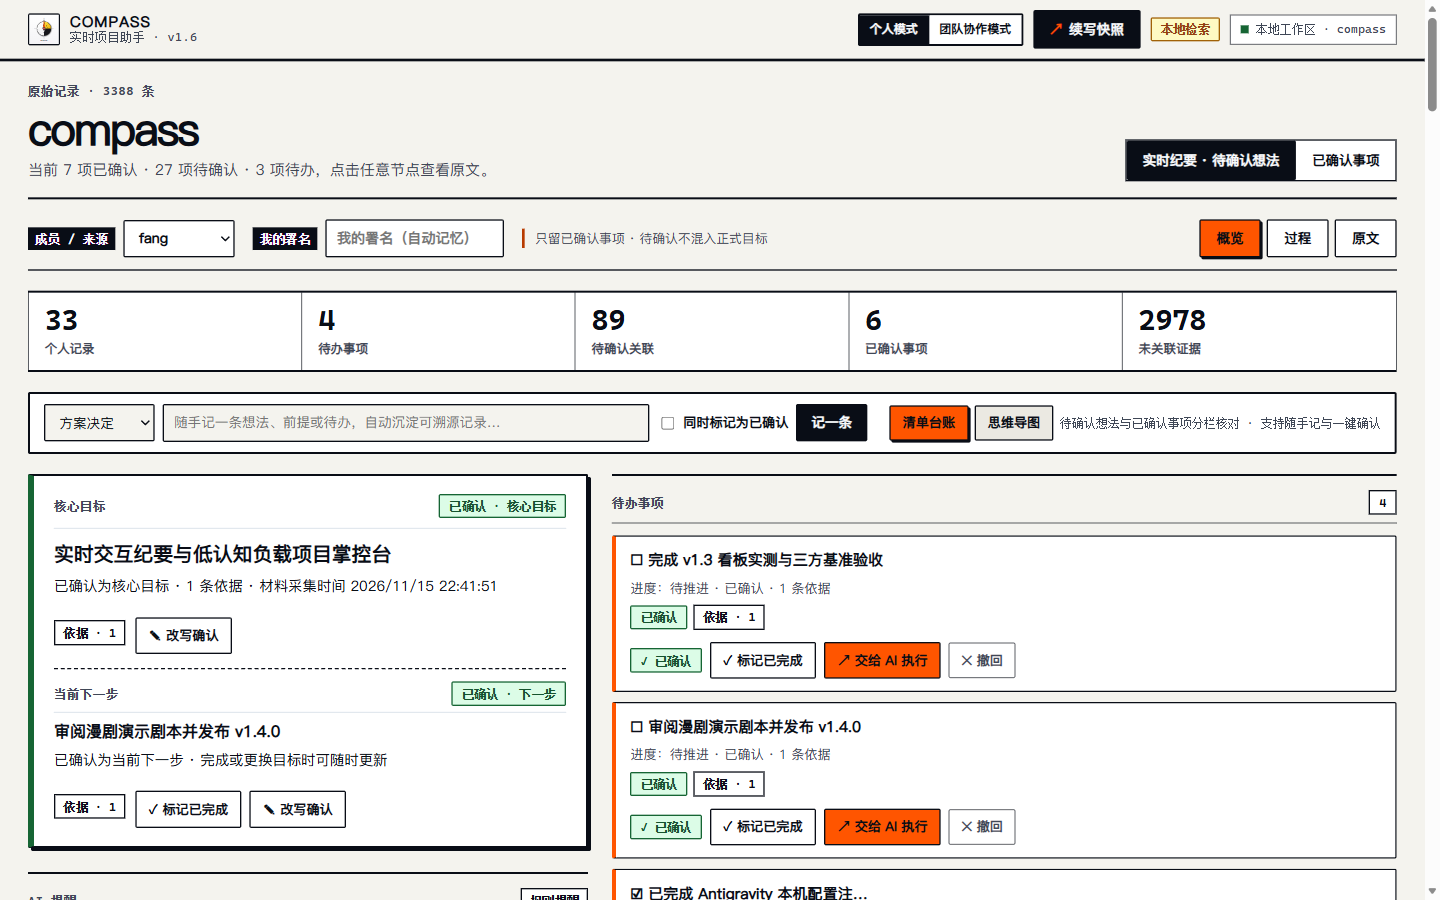 COMPASS
实时项目助手 · v1.6
个人模式 团队协作模式 ↗ 续写快照 本地检索 本地工作区 · compass
原始记录 · 3388 条
compass
当前 7 项已确认 · 27 项待确认 · 3 项待办，点击任意节点查看原文。
实时纪要 · 待确认想法 已确认事项
成员 / 来源 fang 我的署名 我的署名（自动记忆） 只留已确认事项 · 待确认不混入正式目标 概览 过程 原文
33 4 89 6 2978
个人记录 待办事项 待确认关联 已确认事项 未关联证据
方案决定 随手记一条想法、前提或待办，自动沉淀可溯源记录... 同时标记为已确认 记一条 清单台账 思维导图 待确认想法与已确认事项分栏核对 · 支持随手记与一键确认
核心目标 已确认 · 核心目标
实时交互纪要与低认知负载项目掌控台
已确认为核心目标 · 1 条依据 · 材料采集时间 2026/11/15 22:41:51
依据 · 1 ✎ 改写确认
当前下一步 已确认 · 下一步
审阅漫剧演示剧本并发布 v1.4.0
已确认为当前下一步 · 完成或更换目标时可随时更新
依据 · 1 ✓ 标记已完成 ✎ 改写确认
待办事项 4
☐ 完成 v1.3 看板实测与三方基准验收
进度：待推进 · 已确认 · 1 条依据
已确认 依据 · 1
✓ 已确认 ✓ 标记已完成 ↗ 交给 AI 执行 ✕ 撤回
☐ 审阅漫剧演示剧本并发布 v1.4.0
进度：待推进 · 已确认 · 1 条依据
已确认 依据 · 1
✓ 已确认 ✓ 标记已完成 ↗ 交给 AI 执行 ✕ 撤回
☑ 已完成 Antigravity 本机配置注...
AI 提醒